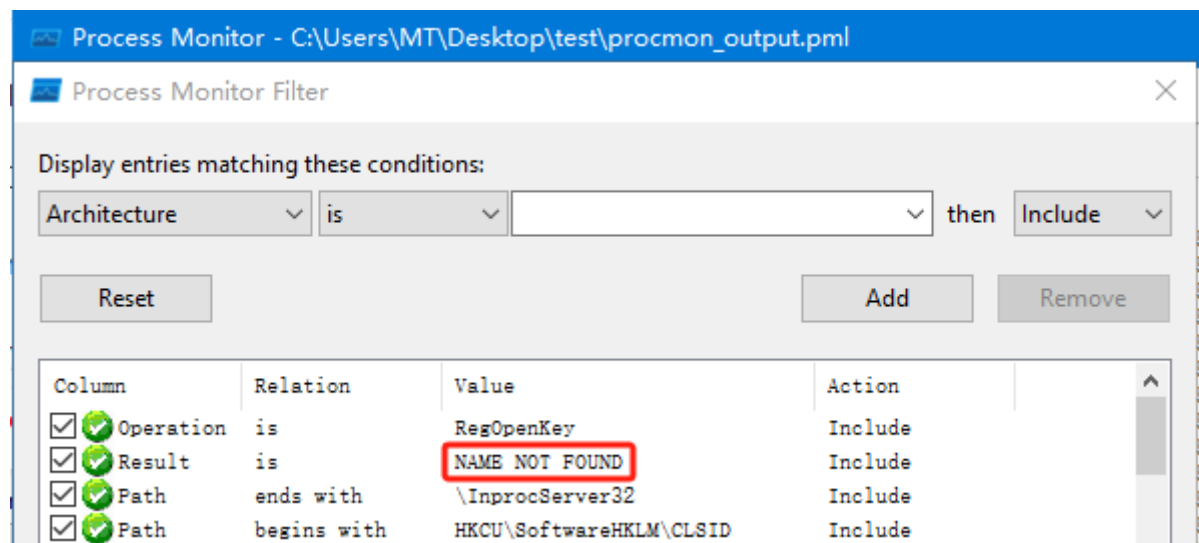 Process Monitor - C:\Users\MT\Desktop\test\procmon_output.pml
Process Monitor Filter
Display entries matching these conditions:
Architecture is then Include
Reset Add Remove
Column Relation Value Action
Operation is RegOpenKey Include
Result is NAME NOT FOUND Include
Path ends with \InprocServer32 Include
Path begins with HKCU\SoftwareHKLM\CLSID Include